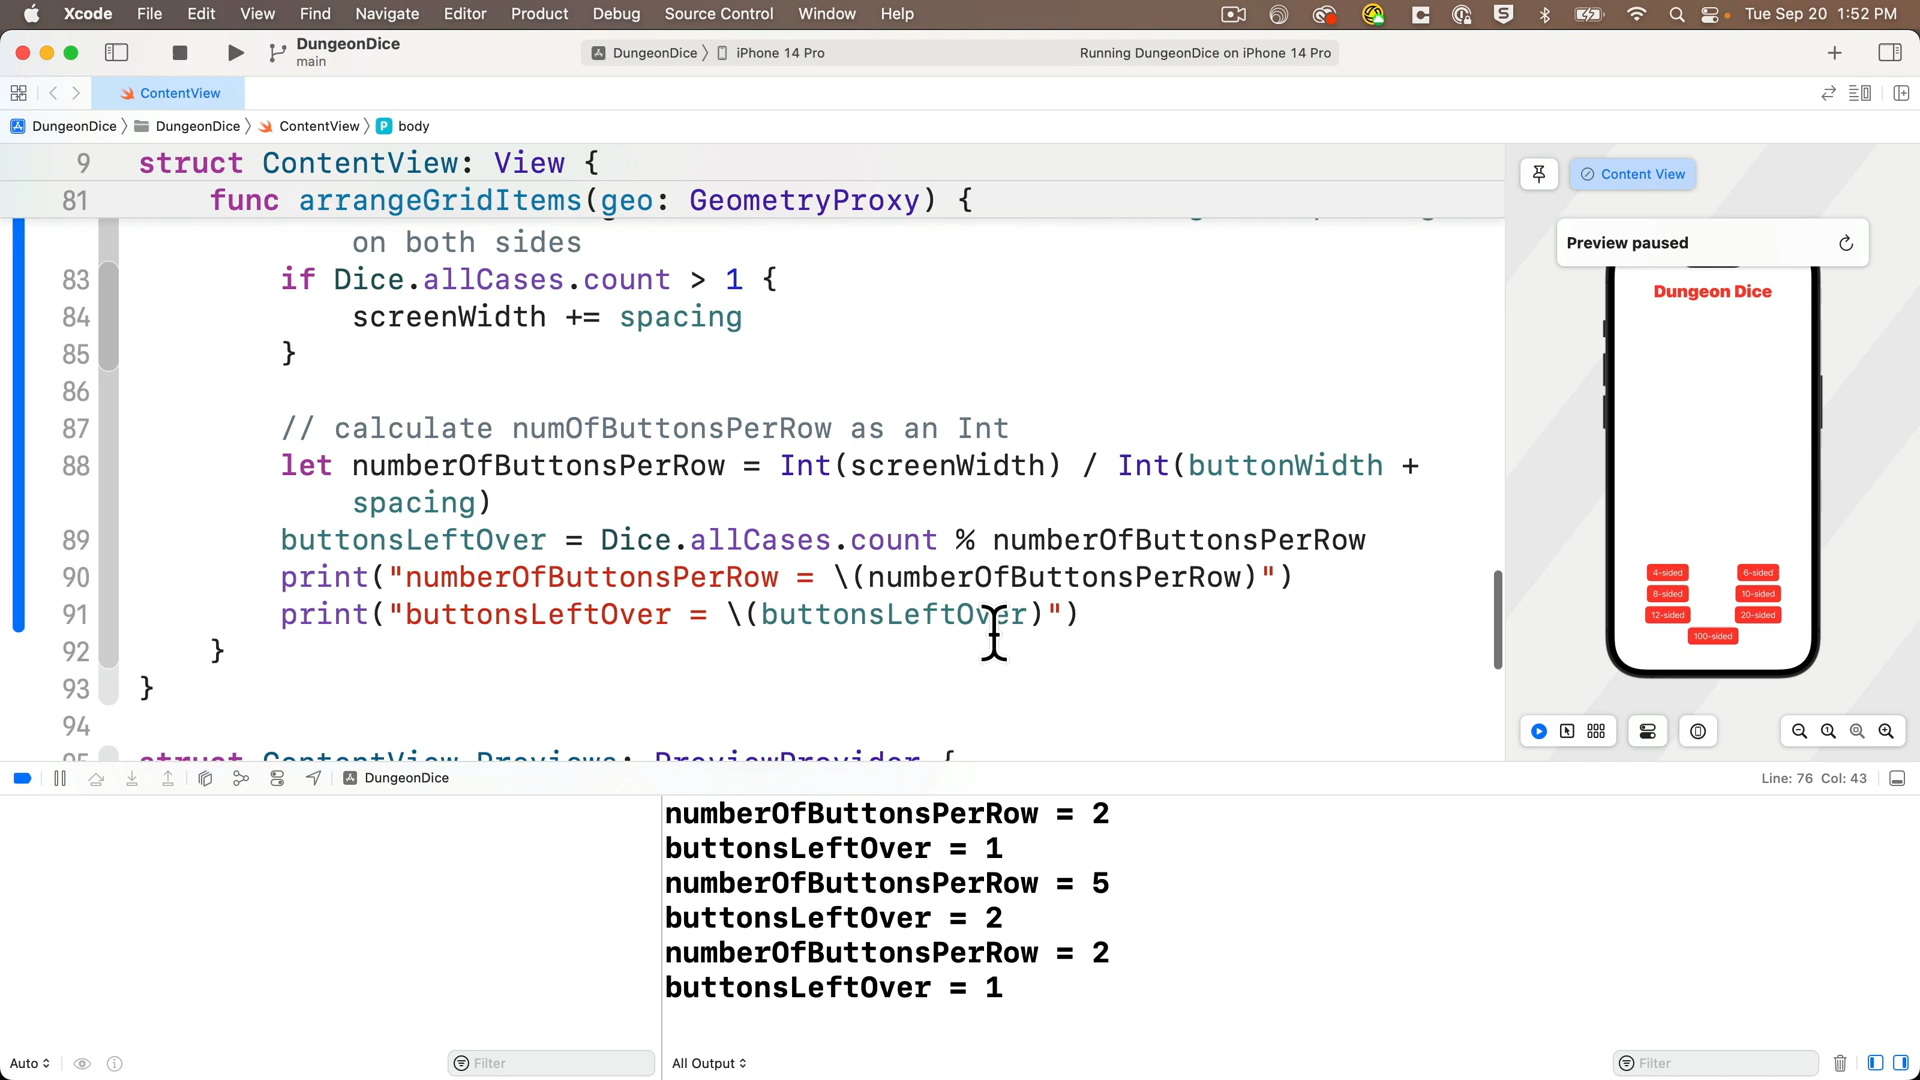 Xcode File Edit View Find Navigate Editor Product Debug Source Control Window Help Tue Sep 20 1:52 PM
DungeonDice
main
DungeonDice 〉 iPhone 14 Pro Running DungeonDice on iPhone 14 Pro
ContentView
DungeonDice 〉 DungeonDice 〉 ContentView 〉 P body
9 struct ContentView: View {
81 func arrangeGridItems(geo: GeometryProxy) {
on both sides
83 if Dice.allCases.count > 1 {
84 screenWidth += spacing
85 }
86
87 // calculate numOfButtonsPerRow as an Int
88 let numberOfButtonsPerRow = Int(screenWidth) / Int(buttonWidth +
spacing)
89 buttonsLeftOver = Dice.allCases.count % numberOfButtonsPerRow
90 print("numberOfButtonsPerRow = \(numberOfButtonsPerRow)")
91 print("buttonsLeftOver = \(buttonsLeftOver)")
92 }
93 }
94
95 struct ContentView_Previews: PreviewProvider {
Content View
Preview paused
Dungeon Dice
4-sided 6-sided
8-sided 10-sided
12-sided 20-sided
100-sided
DungeonDice Line: 76 Col: 43
numberOfButtonsPerRow = 2
buttonsLeftOver = 1
numberOfButtonsPerRow = 5
buttonsLeftOver = 2
numberOfButtonsPerRow = 2
buttonsLeftOver = 1
Auto Filter All Output Filter